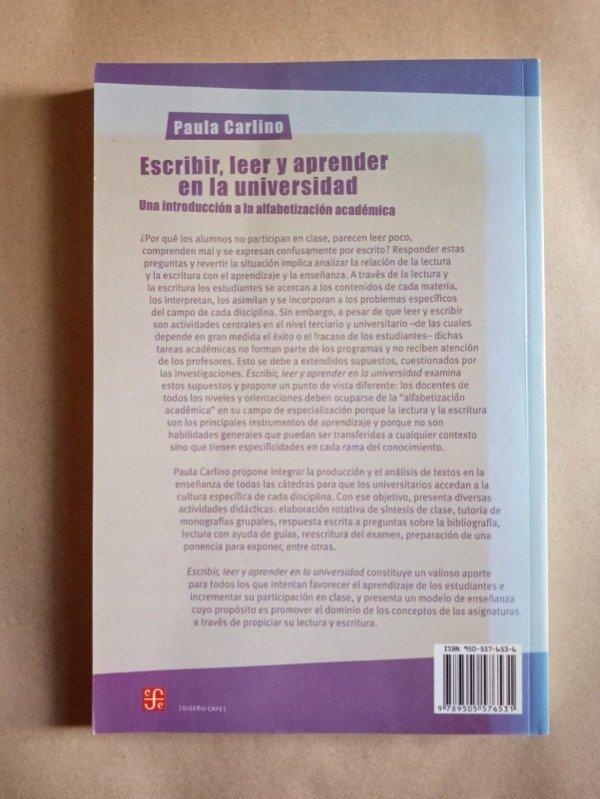 Paula Carlino
Escribir, leer y aprender
en la universidad
Una introducción a la alfabetización académica
¿Por qué los alumnos no participan en clase, parecen leer poco,
comprenden mal y se expresan confusamente por escrito? Responder estas
preguntas y revertir la situación implica analizar la relación de la lectura
y la escritura con el aprendizaje y la enseñanza. A través de la lectura y
la escritura los estudiantes se acercan a los contenidos de cada materia,
los interpretan, los asimilan y se incorporan a los problemas específicos
del campo de cada disciplina. Sin embargo, a pesar de que leer y escribir
son actividades centrales en el nivel terciario y universitario –de las cuales
depende en gran medida el éxito o el fracaso de los estudiantes– dichas
tareas académicas no forman parte de los programas y no reciben atención
de los profesores. Esto se debe a extendidos supuestos, cuestionados por
las investigaciones. Escribir, leer y aprender en la universidad examina
estos supuestos y propone un punto de vista diferente: los docentes de
todos los niveles y orientaciones deben ocuparse de la "alfabetización
académica" en su campo de especialización porque la lectura y la escritura
son los principales instrumentos de aprendizaje y porque no son
habilidades generales que puedan ser transferidas a cualquier contexto
sino que tienen especificidades en cada rama del conocimiento.
Paula Carlino propone integrar la producción y el análisis de textos en la
enseñanza de todas las cátedras para que los universitarios accedan a la
cultura específica de cada disciplina. Con ese objetivo, presenta diversas
actividades didácticas: elaboración rotativa de síntesis de clase, tutoría de
monografías grupales, respuesta escrita a preguntas sobre la bibliografía,
lectura con ayuda de guías, reescritura del examen, preparación de una
ponencia para exponer, entre otras.
Escribir, leer y aprender en la universidad constituye un valioso aporte
para todos los que intentan favorecer el aprendizaje de los estudiantes e
incrementar su participación en clase, y presenta un modelo de enseñanza
cuyo propósito es promover el dominio de los conceptos de las asignaturas
a través de propiciar su lectura y escritura.
ISBN 950-557-653-6
9 789505 576531
cfe
[DISEÑO CAFE]